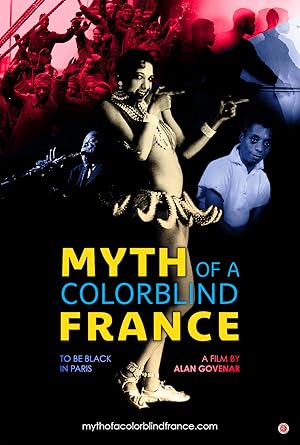 MYTH OF A
COLORBLIND
FRANCE
TO BE BLACK
IN PARIS
A FILM BY
ALAN GOVENAR
mythofacolorblindfrance.com